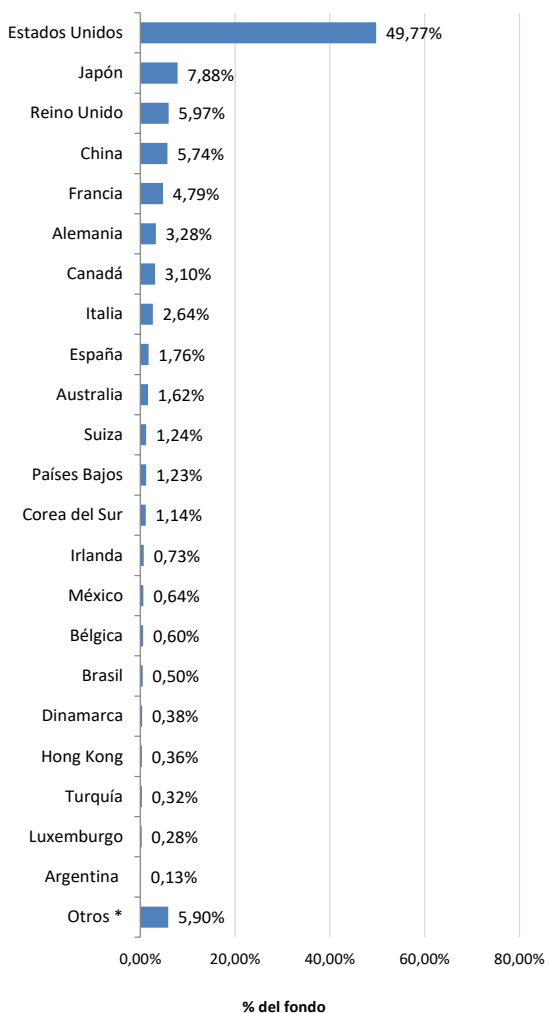 Estados Unidos 49,77%
Japón 7,88%
Reino Unido 5,97%
China 5,74%
Francia 4,79%
Alemania 3,28%
Canadá 3,10%
Italia 2,64%
España 1,76%
Australia 1,62%
Suiza 1,24%
Países Bajos 1,23%
Corea del Sur 1,14%
Irlanda 0,73%
México 0,64%
Bélgica 0,60%
Brasil 0,50%
Dinamarca 0,38%
Hong Kong 0,36%
Turquía 0,32%
Luxemburgo 0,28%
Argentina 0,13%
Otros * 5,90%
0,00% 20,00% 40,00% 60,00% 80,00%
% del fondo